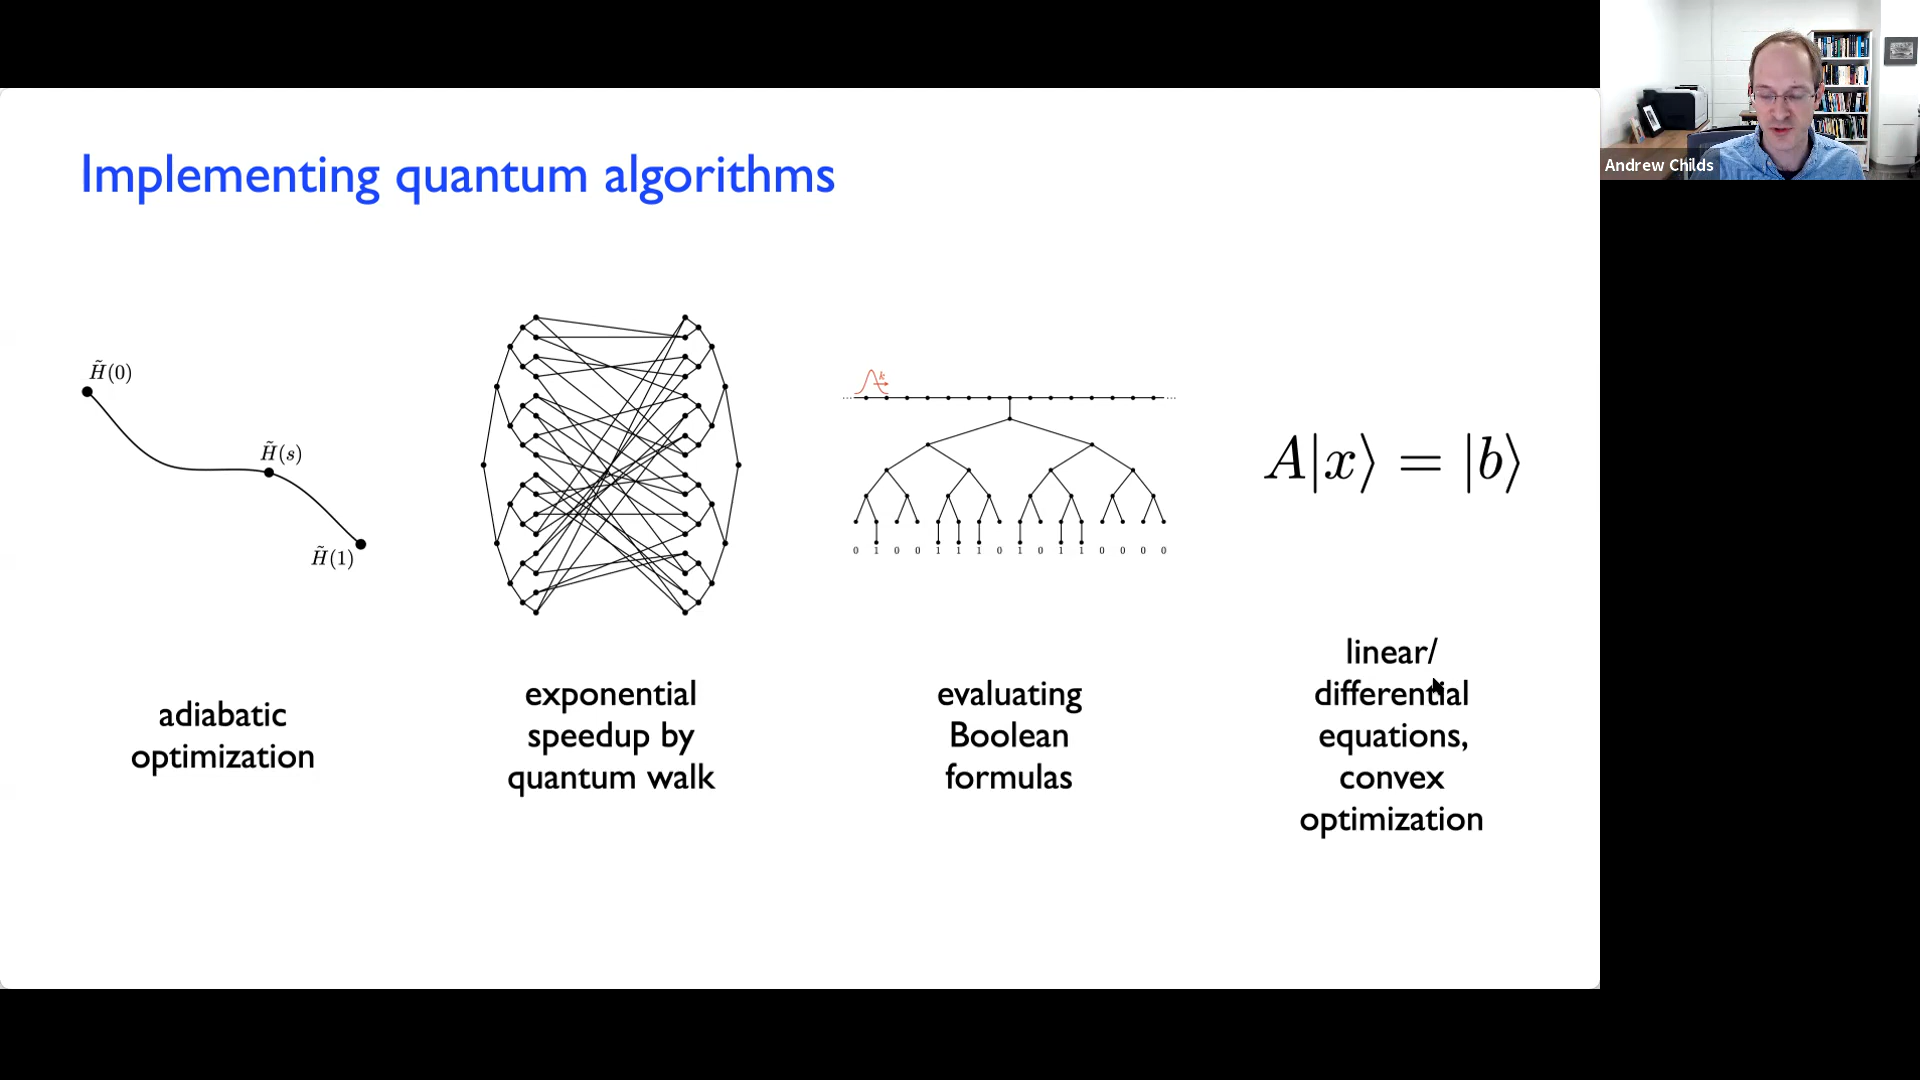 Implementing quantum algorithms
Andrew Childs
H̃(0)
H̃(s)
H̃(1)
adiabatic
optimization
exponential
speedup by
quantum walk
k
0 1 0 0 1 1 1 0 1 0 1 1 0 0 0 0
evaluating
Boolean
formulas
A|x⟩ = |b⟩
linear/
differential
equations,
convex
optimization